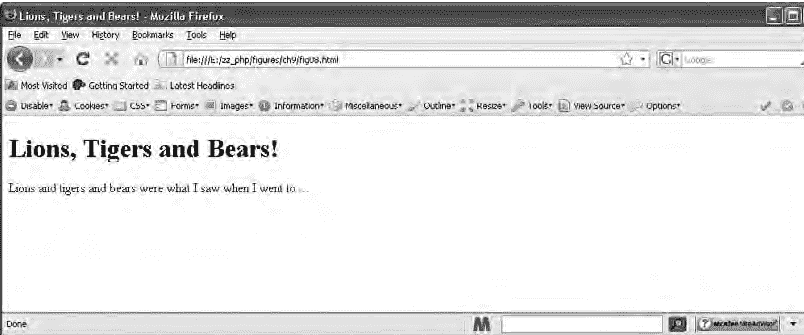 Lions, Tigers and Bears! - Mozilla Firefox
File Edit View History Bookmarks Tools Help
file:///E:/zz_php/figures/ch9/fig08.html Google
Most Visited Getting Started Latest Headlines
Disable Cookies CSS Forms Images Information Miscellaneous Outline Resize Tools View Source Options
Lions, Tigers and Bears!
Lions and tigers and bears were what I saw when I went to ...
Done